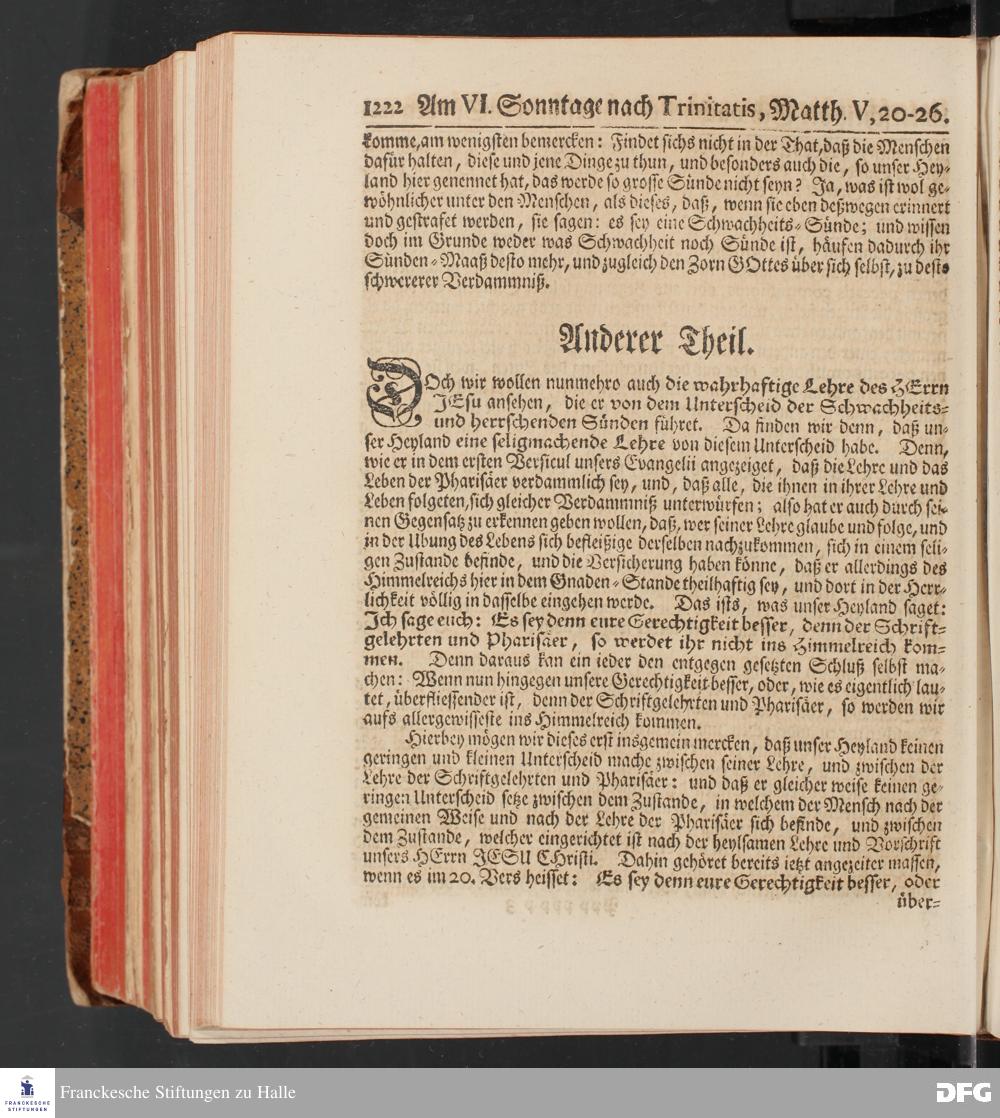 1222 Am VI. Sonntage nach Trinitatis, Matth. V, 20-26.
komme, am wenigsten bemercken: Findet sichs nicht in der That, daß die Menschen
dafür halten, diese und jene Dinge zu thun, und besonders auch die, so unser Hey-
land hier genennet hat, das werde so grosse Sünde nicht seyn? Ja, was ist wol ge-
wöhnlicher unter den Menschen, als dieses, daß, wenn sie eben deßwegen erinnert
und gestrafet werden, sie sagen: es sey eine Schwachheits-Sünde; und wissen
doch im Grunde weder was Schwachheit noch Sünde ist, häufen dadurch ihr
Sünden-Maaß desto mehr, und zugleich den Zorn GOttes über sich selbst, zu desto
schwererer Verdammniß.
Anderer Theil.
DOch wir wollen nunmehro auch die wahrhaftige Lehre des HErrn
JEsu ansehen, die er von dem Unterscheid der Schwachheits-
und herrschenden Sünden führet. Da finden wir denn, daß un-
ser Heyland eine seligmachende Lehre von diesem Unterscheid habe. Denn,
wie er in dem ersten Versicul unsers Evangelii angezeiget, daß die Lehre und das
Leben der Pharisäer verdammlich sey, und, daß alle, die ihnen in ihrer Lehre und
Leben folgeten, sich gleicher Verdammniß unterwürfen; also hat er auch durch sei-
nen Gegensatz zu erkennen geben wollen, daß, wer seiner Lehre glaube und folge, und
in der Ubung des Lebens sich befleißige derselben nachzukommen, sich in einem seli-
gen Zustande befinde, und die Versicherung haben könne, daß er allerdings des
Himmelreichs hier in dem Gnaden-Stande theilhaftig sey, und dort in der Herr-
lichkeit völlig in dasselbe eingehen werde. Das ists, was unser Heyland saget:
Ich sage euch: Es sey denn eure Gerechtigkeit besser, denn der Schrift-
gelehrten und Pharisäer, so werdet ihr nicht ins Himmelreich kom-
men. Denn daraus kan ein ieder den entgegen gesetzten Schluß selbst ma-
chen: Wenn nun hingegen unsere Gerechtigkeit besser, oder, wie es eigentlich lau-
tet, überfliessender ist, denn der Schriftgelehrten und Pharisäer, so werden wir
aufs allergewisseste ins Himmelreich kommen.
Hierbey mögen wir dieses erst insgemein mercken, daß unser Heyland keinen
geringen und kleinen Unterscheid mache zwischen seiner Lehre, und zwischen der
Lehre der Schriftgelehrten und Pharisäer: und daß er gleicher weise keinen ge-
ringen Unterscheid setze zwischen dem Zustande, in welchem der Mensch nach der
gemeinen Weise und nach der Lehre der Pharisäer sich befinde, und zwischen
dem Zustande, welcher eingerichtet ist nach der heylsamen Lehre und Vorschrift
unsers HErrn JESU CHristi. Dahin gehöret bereits ietzt angezeiter massen,
wenn es im 20. Vers heisset: Es sey denn eure Gerechtigkeit besser, oder
über-
FRANCKESCHE
STIFTUNGEN
Franckesche Stiftungen zu Halle
DFG